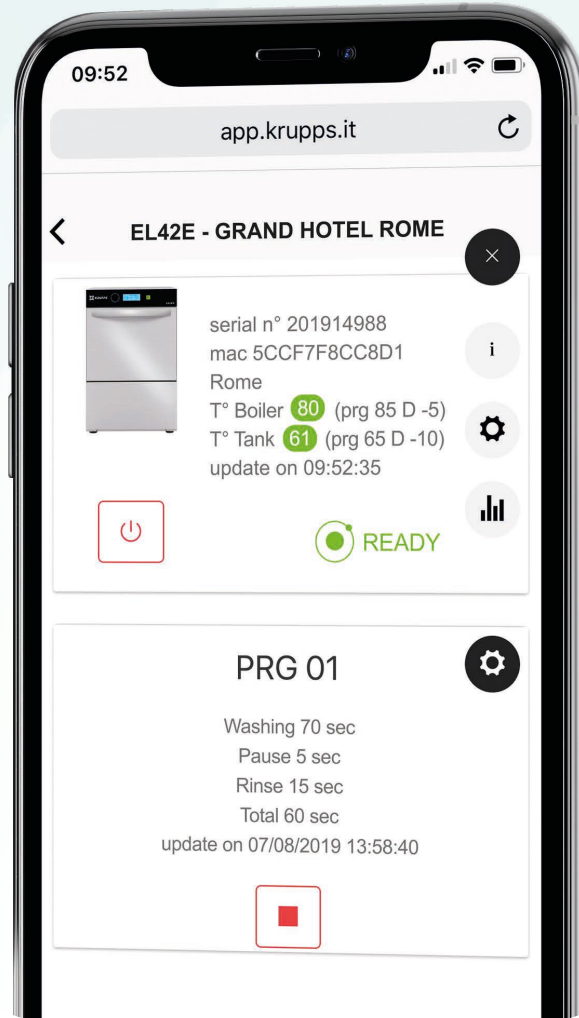 09:52
app.krupps.it
EL42E - GRAND HOTEL ROME
serial n° 201914988
mac 5CCF7F8CC8D1
i
Rome
T° Boiler 80 (prg 85 D -5)
T° Tank 61 (prg 65 D -10)
update on 09:52:35
READY
PRG 01
Washing 70 sec
Pause 5 sec
Rinse 15 sec
Total 60 sec
update on 07/08/2019 13:58:40